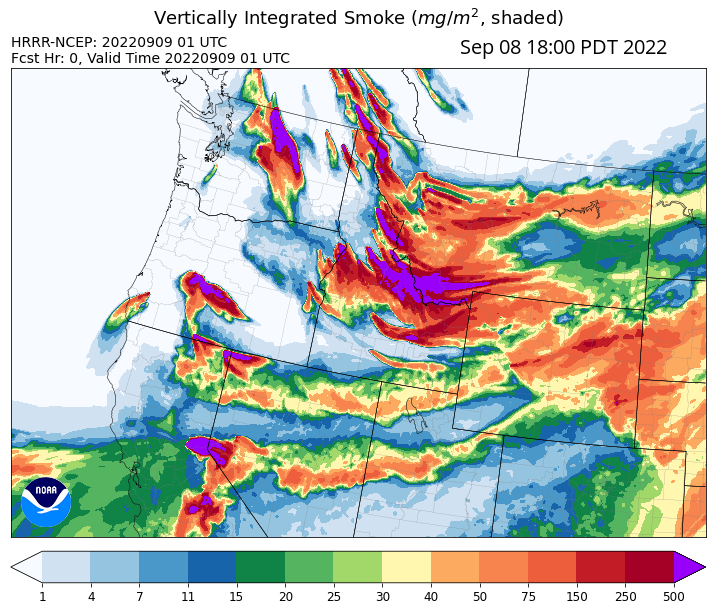 Vertically Integrated Smoke (mg/m², shaded)
HRRR-NCEP: 20220909 01 UTC
Fcst Hr: 0, Valid Time 20220909 01 UTC
Sep 08 18:00 PDT 2022
NOAA
1 4 7 11 15 20 25 30 40 50 75 150 250 500